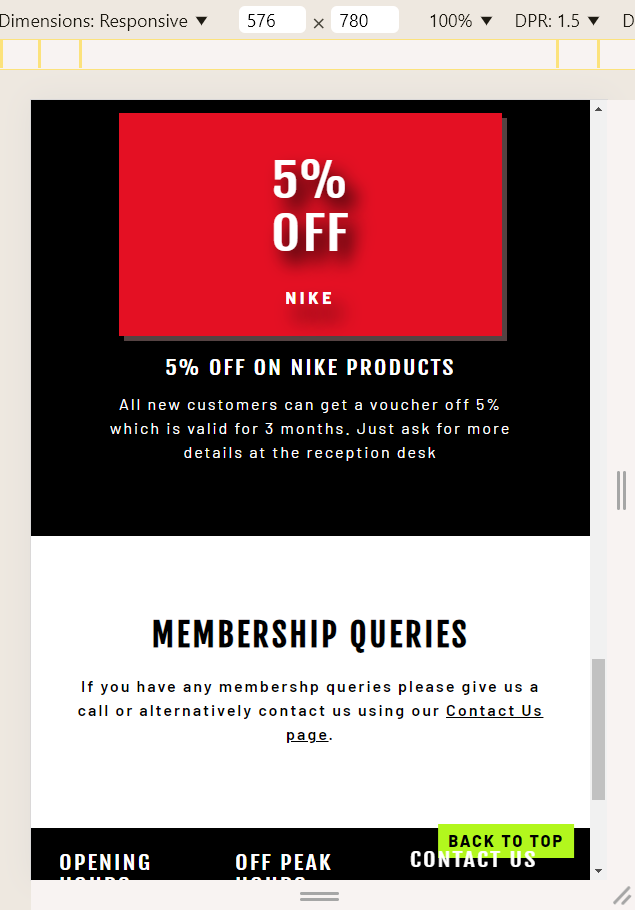 Dimensions: Responsive ▼ 576 × 780 100% ▼ DPR: 1.5 ▼ D
5%
OFF
NIKE
5% OFF ON NIKE PRODUCTS
All new customers can get a voucher off 5%
which is valid for 3 months. Just ask for more
details at the reception desk
MEMBERSHIP QUERIES
If you have any membershp queries please give us a
call or alternatively contact us using our Contact Us
page.
BACK TO TOP
OPENING
HOURS
OFF PEAK
HOURS
CONTACT US